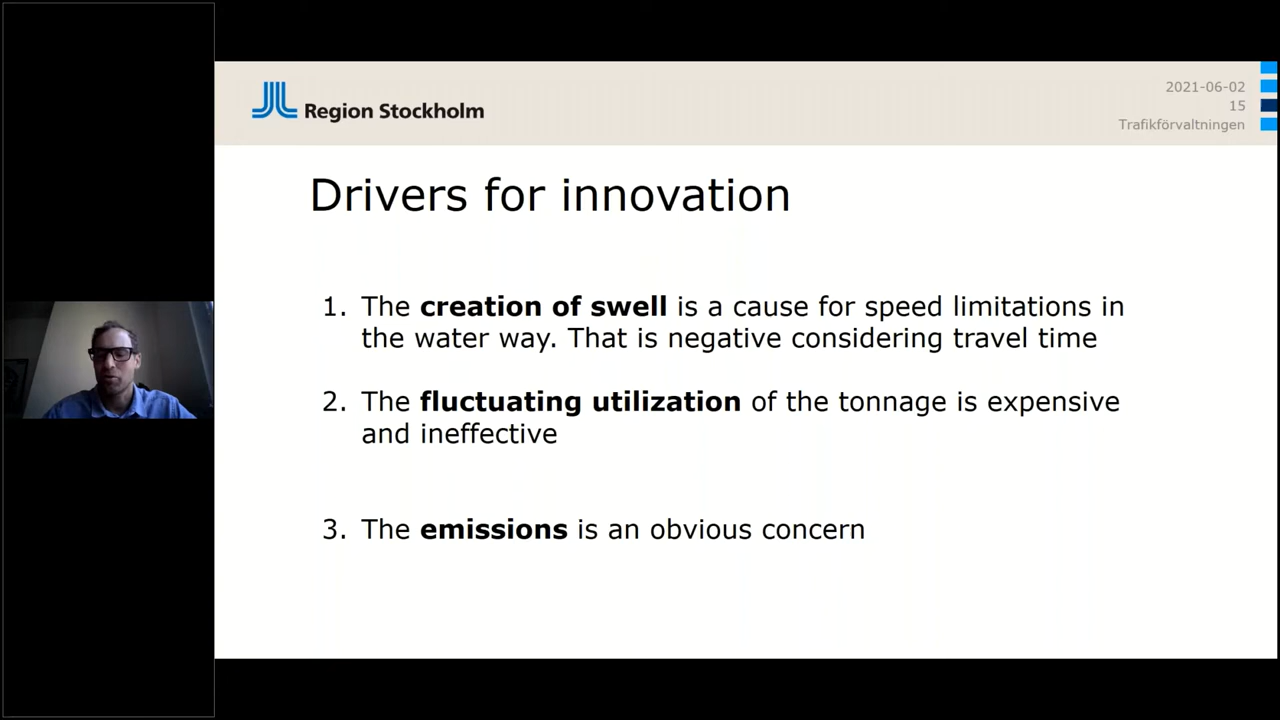 Region Stockholm
2021-06-02
15
Trafikförvaltningen
Drivers for innovation
1. The creation of swell is a cause for speed limitations in
the water way. That is negative considering travel time
2. The fluctuating utilization of the tonnage is expensive
and ineffective
3. The emissions is an obvious concern